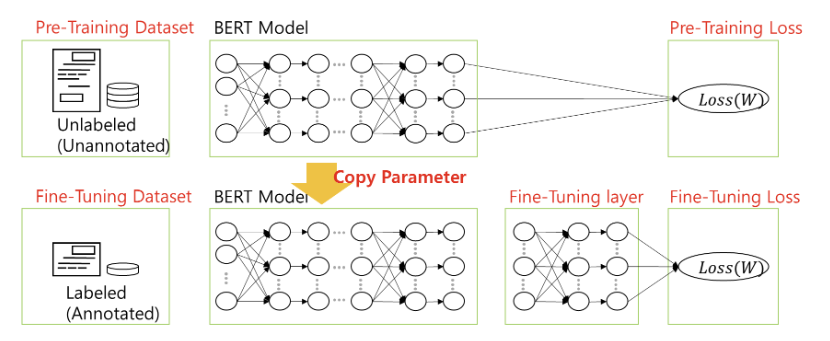 Pre-Training Dataset
BERT Model
Pre-Training Loss
Unlabeled
(Unannotated)
Loss(W)
Copy Parameter
Fine-Tuning Dataset
BERT Model
Fine-Tuning layer
Fine-Tuning Loss
Labeled
(Annotated)
Loss(W)